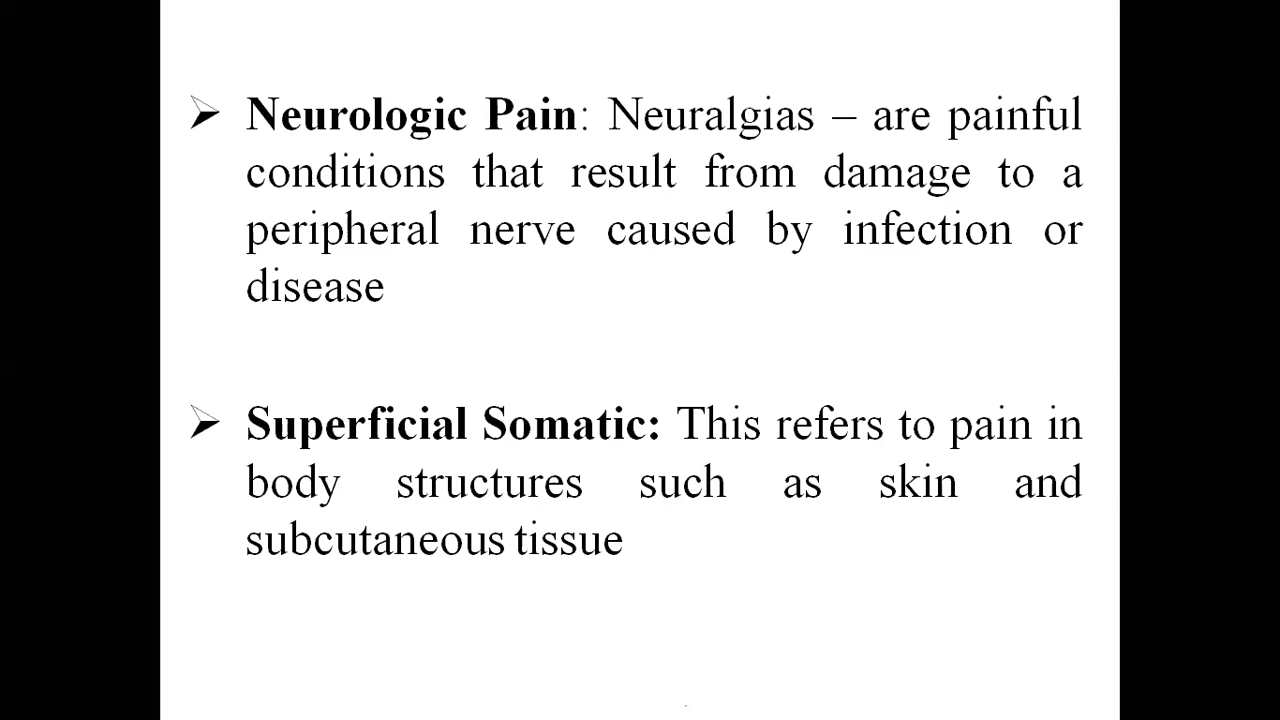 ➢ Neurologic Pain: Neuralgias – are painful
conditions that result from damage to a
peripheral nerve caused by infection or
disease
➢ Superficial Somatic: This refers to pain in
body structures such as skin and
subcutaneous tissue